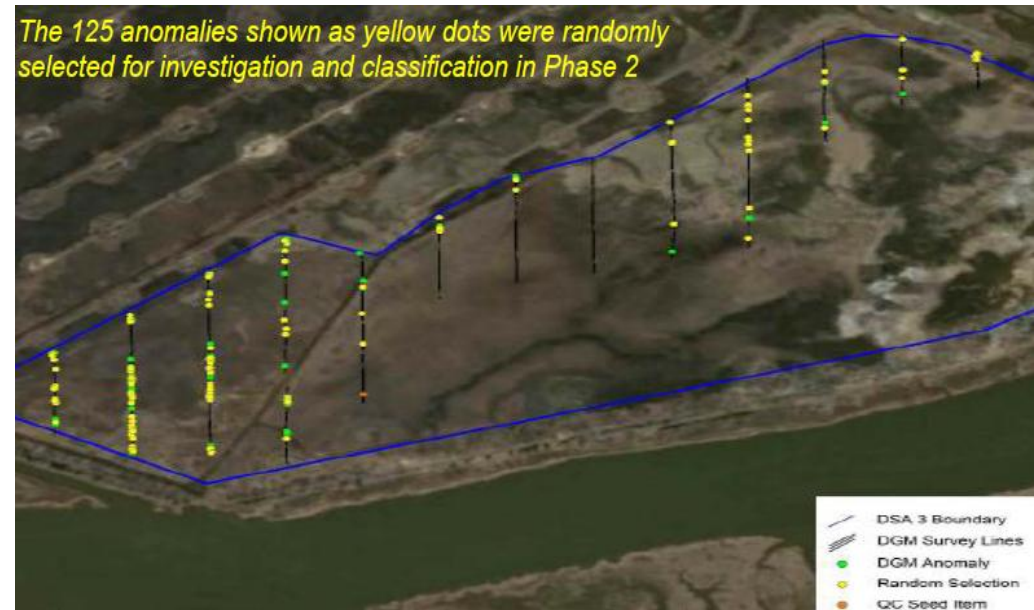 The 125 anomalies shown as yellow dots were randomly
selected for investigation and classification in Phase 2
DSA 3 Boundary
DGM Survey Lines
DGM Anomaly
Random Selection
QC Seed Item